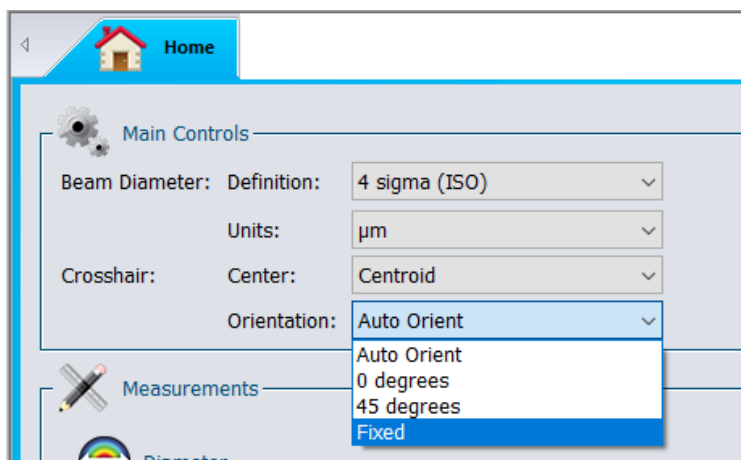 Home
Main Controls
Beam Diameter: Definition: 4 sigma (ISO)
Units: µm
Crosshair: Center: Centroid
Orientation: Auto Orient
Auto Orient
0 degrees
45 degrees
Fixed
Measurements
Diameter